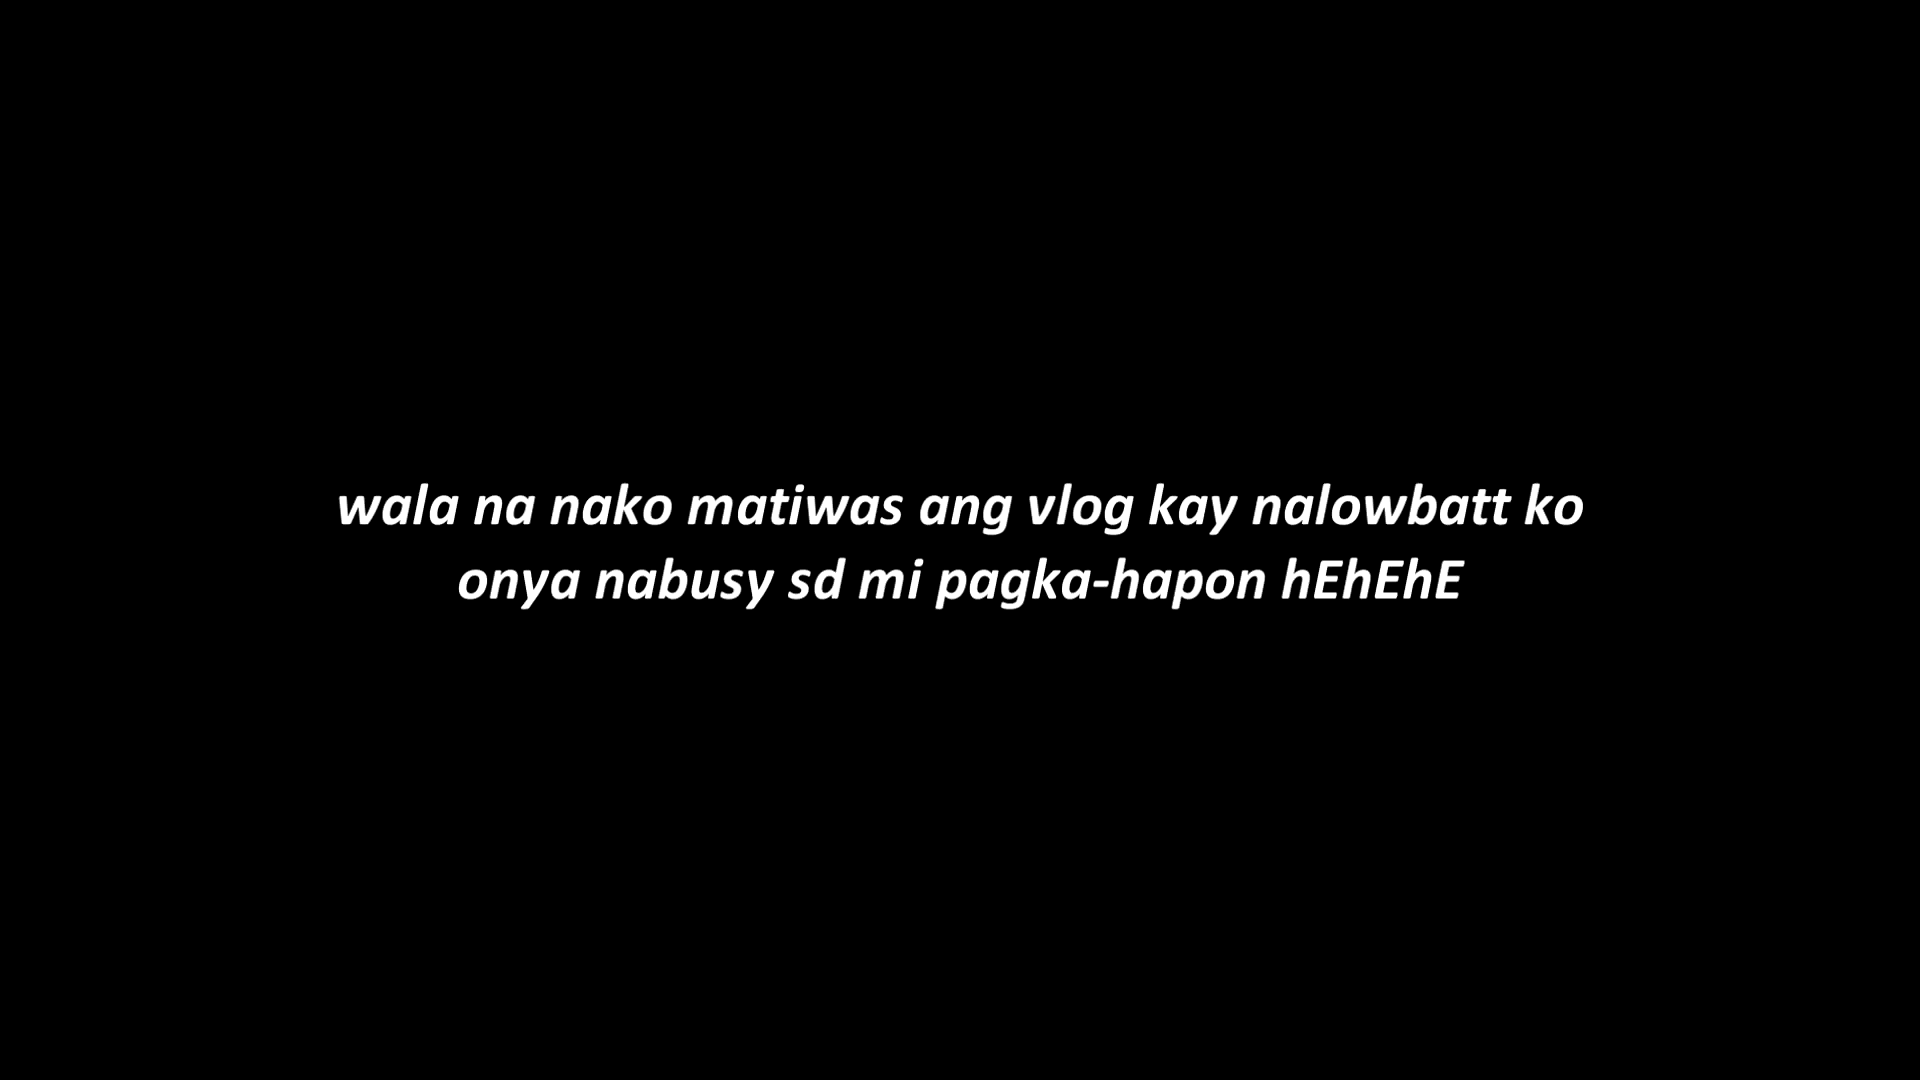 wala na nako matiwas ang vlog kay nalowbatt ko
onya nabusy sd mi pagka-hapon hEhEhE